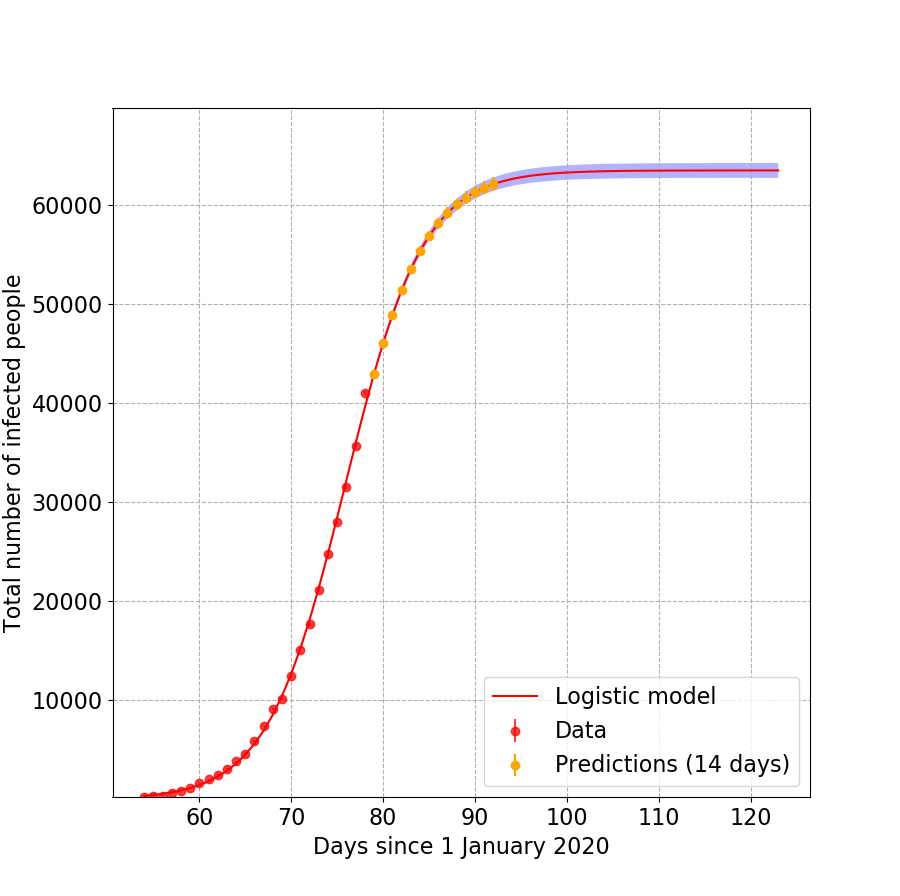 Total number of infected people
60000
50000
40000
30000
20000
10000
Logistic model
Data
Predictions (14 days)
60 70 80 90 100 110 120
Days since 1 January 2020